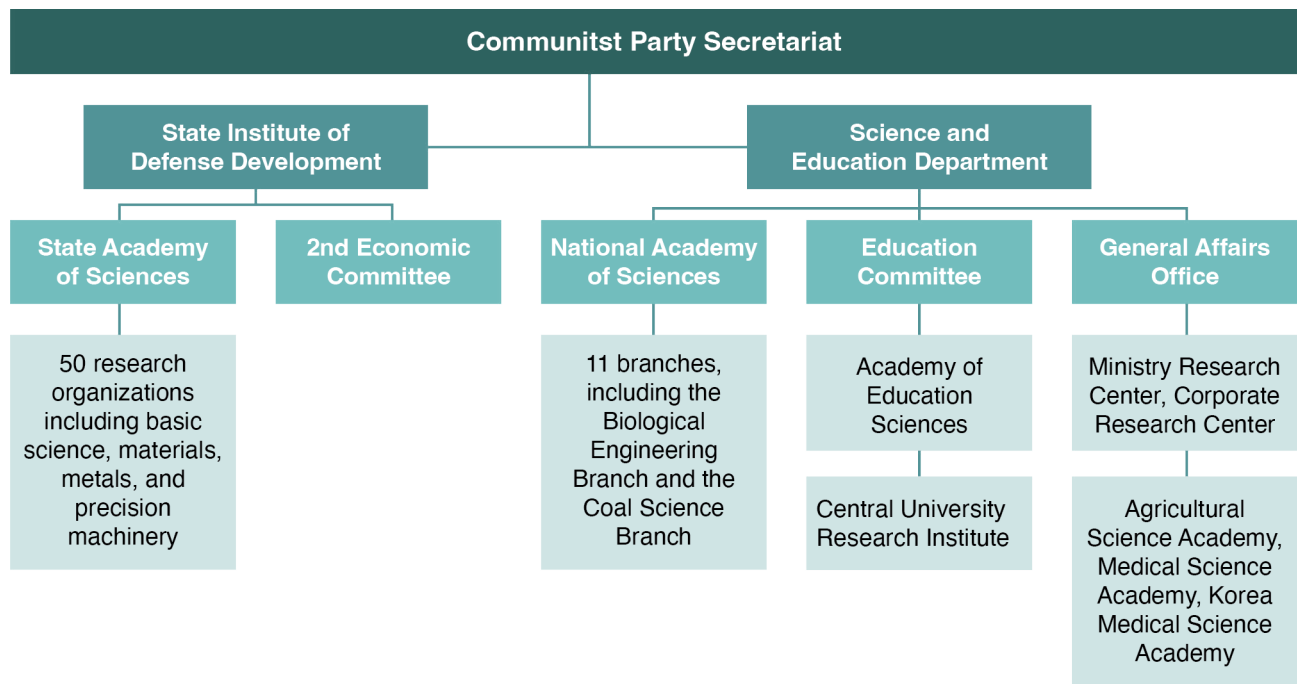 Communitst Party Secretariat
State Institute of
Defense Development
Science and
Education Department
State Academy
of Sciences
2nd Economic
Committee
National Academy
of Sciences
Education
Committee
General Affairs
Office
50 research
organizations
including basic
science, materials,
metals, and
precision
machinery
11 branches,
including the
Biological
Engineering
Branch and the
Coal Science
Branch
Academy of
Education
Sciences
Ministry Research
Center, Corporate
Research Center
Central University
Research Institute
Agricultural
Science Academy,
Medical Science
Academy, Korea
Medical Science
Academy